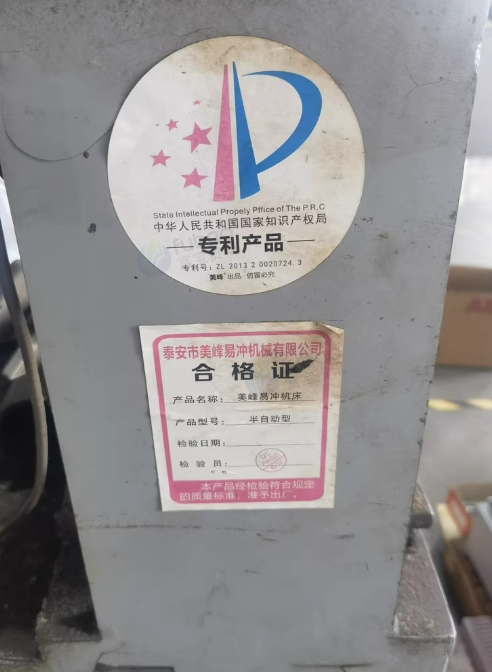 State Intellectual Propely Pffice of The P.R.C
中华人民共和国国家知识产权局
专利产品
专利号: ZL 2013 2 0020724.3
美峰®出品 仿冒必究
泰安市美峰易冲机械有限公司
合格证
产品名称: 美峰易冲机床
产品型号: 半自动型
检验日期:
检验员:
本产品经检验符合规定
的质量标准，准予出厂。